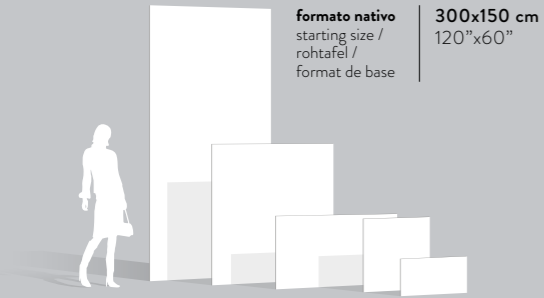 formato nativo
starting size /
rohtafel /
format de base
300x150 cm
120”x60”